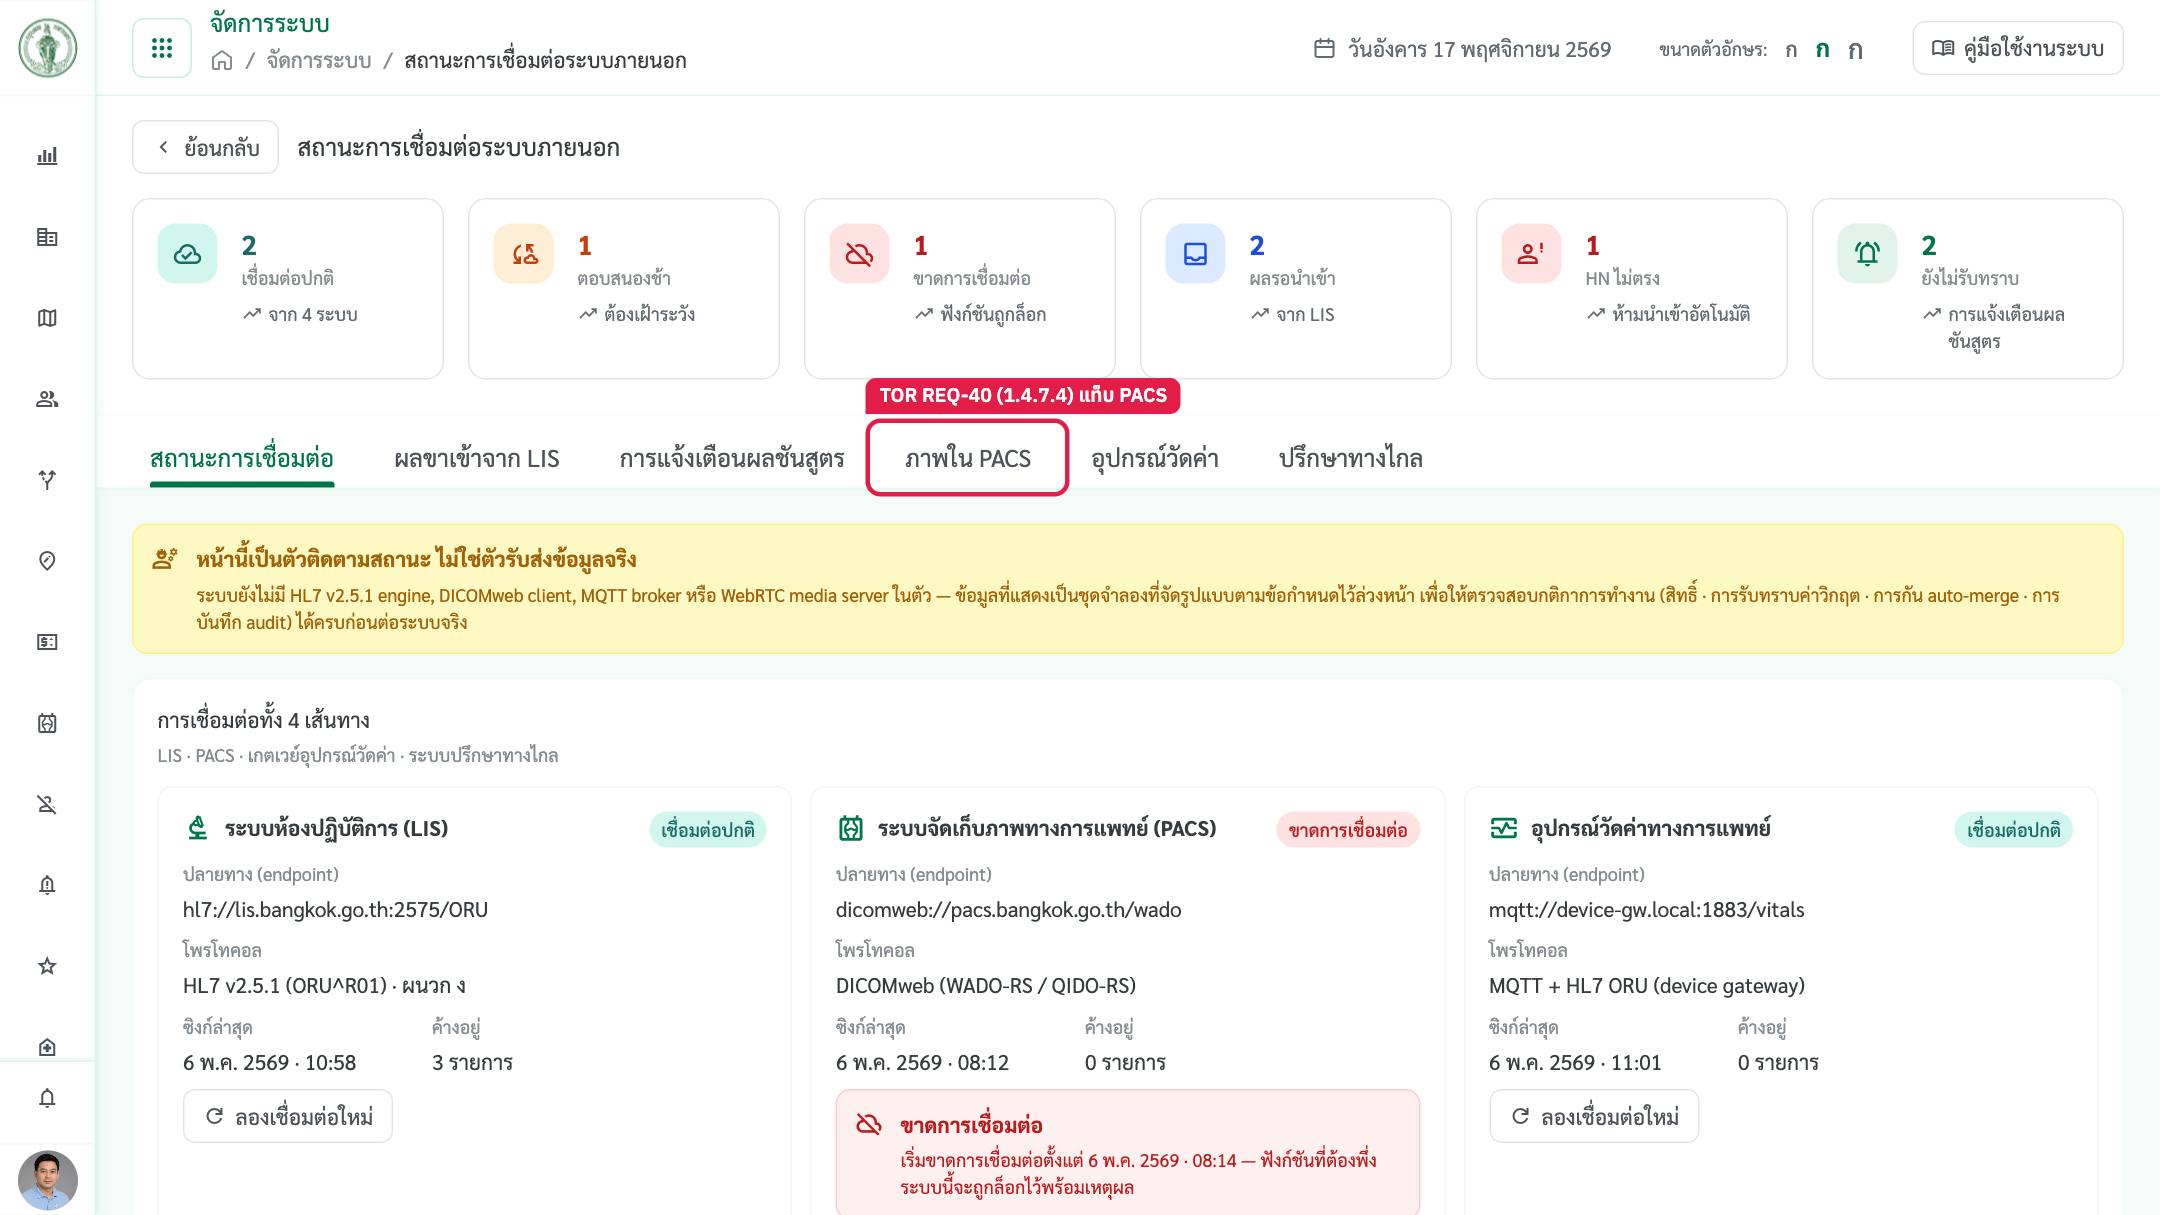 จัดการระบบ
/ จัดการระบบ / สถานะการเชื่อมต่อระบบภายนอก
วันอังคาร 17 พฤศจิกายน 2569
ขนาดตัวอักษร: ก ก ก
คู่มือใช้งานระบบ
ย้อนกลับ
สถานะการเชื่อมต่อระบบภายนอก
2
เชื่อมต่อปกติ
จาก 4 ระบบ
1
ตอบสนองช้า
ต้องเฝ้าระวัง
1
ขาดการเชื่อมต่อ
ฟังก์ชันถูกล็อก
2
ผลรอนำเข้า
จาก LIS
1
HN ไม่ตรง
ห้ามนำเข้าอัตโนมัติ
2
ยังไม่รับทราบ
การแจ้งเตือนผล
ชันสูตร
TOR REQ-40 (1.4.7.4) แท็บ PACS
สถานะการเชื่อมต่อ
ผลขาเข้าจาก LIS
การแจ้งเตือนผลชันสูตร
ภาพใน PACS
อุปกรณ์วัดค่า
ปรึกษาทางไกล
หน้านี้เป็นตัวติดตามสถานะ ไม่ใช่ตัวรับส่งข้อมูลจริง
ระบบยังไม่มี HL7 v2.5.1 engine, DICOMweb client, MQTT broker หรือ WebRTC media server ในตัว — ข้อมูลที่แสดงเป็นชุดจำลองที่จัดรูปแบบตามข้อกำหนดไว้ล่วงหน้า เพื่อให้ตรวจสอบกติกาการทำงาน (สิทธิ์ · การรับทราบค่าวิกฤต · การกัน auto-merge · การ
บันทึก audit) ได้ครบก่อนต่อระบบจริง
การเชื่อมต่อทั้ง 4 เส้นทาง
LIS · PACS · เกตเวย์อุปกรณ์วัดค่า · ระบบปรึกษาทางไกล
ระบบห้องปฏิบัติการ (LIS)
เชื่อมต่อปกติ
ปลายทาง (endpoint)
hl7://lis.bangkok.go.th:2575/ORU
โพรโทคอล
HL7 v2.5.1 (ORU^R01) · ผนวก ง
ซิงก์ล่าสุด
ค้างอยู่
6 พ.ค. 2569 · 10:58
3 รายการ
ลองเชื่อมต่อใหม่
ระบบจัดเก็บภาพทางการแพทย์ (PACS)
ขาดการเชื่อมต่อ
ปลายทาง (endpoint)
dicomweb://pacs.bangkok.go.th/wado
โพรโทคอล
DICOMweb (WADO-RS / QIDO-RS)
ซิงก์ล่าสุด
ค้างอยู่
6 พ.ค. 2569 · 08:12
0 รายการ
ขาดการเชื่อมต่อ
เริ่มขาดการเชื่อมต่อตั้งแต่ 6 พ.ค. 2569 · 08:14 — ฟังก์ชันที่ต้องพึ่ง
ระบบนี้จะถูกล็อกไว้พร้อมเหตุผล
อุปกรณ์วัดค่าทางการแพทย์
เชื่อมต่อปกติ
ปลายทาง (endpoint)
mqtt://device-gw.local:1883/vitals
โพรโทคอล
MQTT + HL7 ORU (device gateway)
ซิงก์ล่าสุด
ค้างอยู่
6 พ.ค. 2569 · 11:01
0 รายการ
ลองเชื่อมต่อใหม่